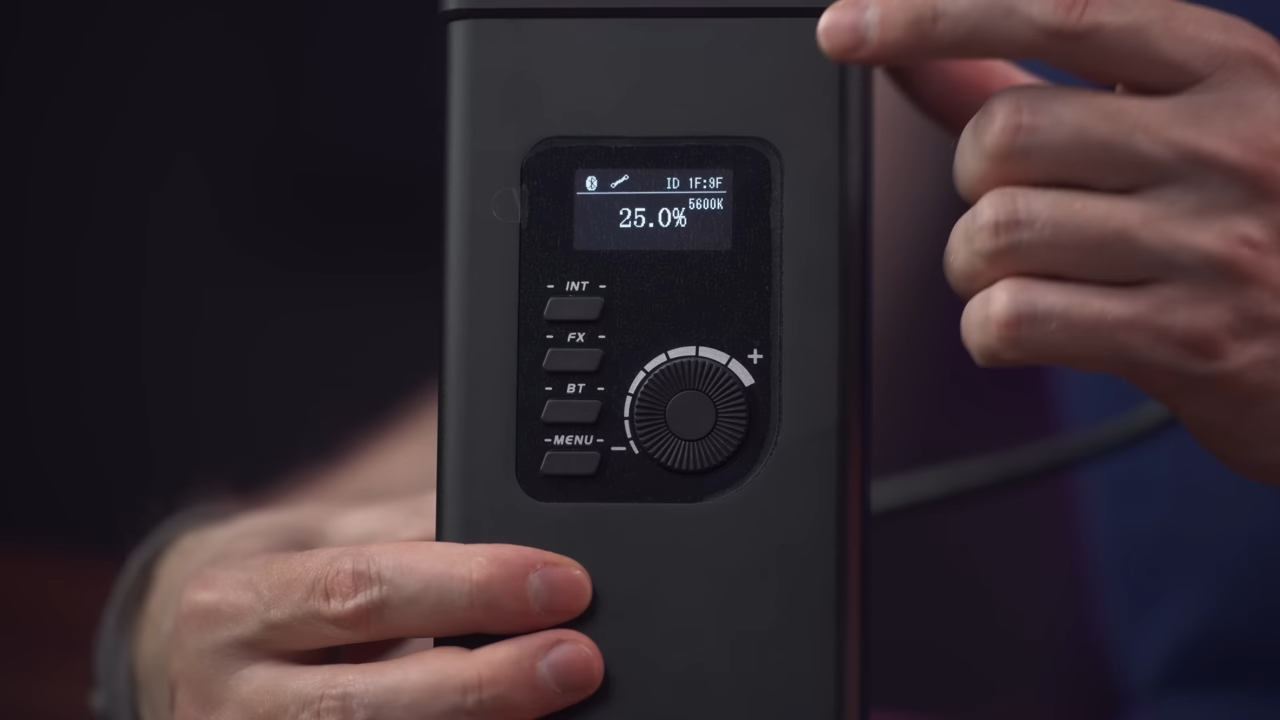 ID 1F:9F
5600K
25.0%
- INT -
- FX -
- BT -
-MENU-
+
-